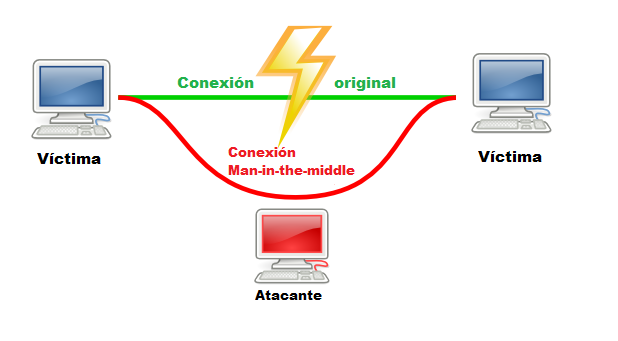 Conexión original
Conexión
Man-in-the-middle
Víctima
Víctima
Atacante